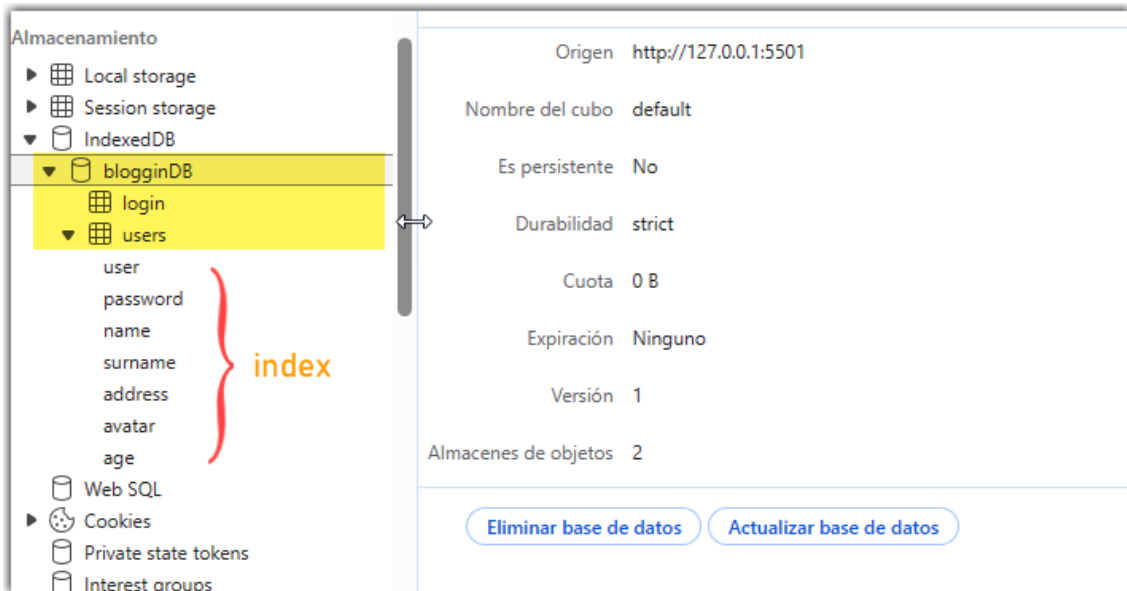 Almacenamiento
Local storage
Session storage
IndexedDB
blogginDB
login
users
user
password
name
surname
address
avatar
age
index
Web SQL
Cookies
Private state tokens
Interest groups
Origen http://127.0.0.1:5501
Nombre del cubo default
Es persistente No
Durabilidad strict
Cuota 0 B
Expiración Ninguno
Versión 1
Almacenes de objetos 2
Eliminar base de datos Actualizar base de datos